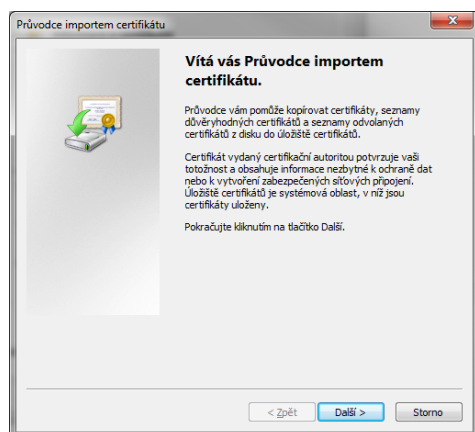 Průvodce importem certifikátu
Vítá vás Průvodce importem
certifikátu.
Průvodce vám pomůže kopírovat certifikáty, seznamy
důvěryhodných certifikátů a seznamy odvolaných
certifikátů z disku do úložiště certifikátů.
Certifikát vydaný certifikační autoritou potvrzuje vaši
totožnost a obsahuje informace nezbytné k ochraně dat
nebo k vytvoření zabezpečených síťových připojení.
Úložiště certifikátů je systémová oblast, v níž jsou
certifikáty uloženy.
Pokračujte kliknutím na tlačítko Další.
< Zpět Další > Storno